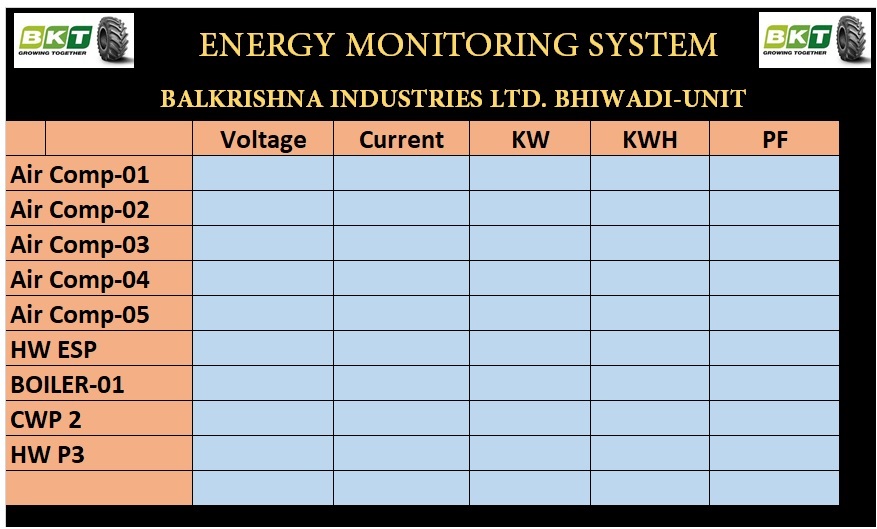 BKT
GROWING TOGETHER
ENERGY MONITORING SYSTEM
BKT
GROWING TOGETHER
BALKRISHNA INDUSTRIES LTD. BHIWADI-UNIT
Voltage Current KW KWH PF
Air Comp-01
Air Comp-02
Air Comp-03
Air Comp-04
Air Comp-05
HW ESP
BOILER-01
CWP 2
HW P3